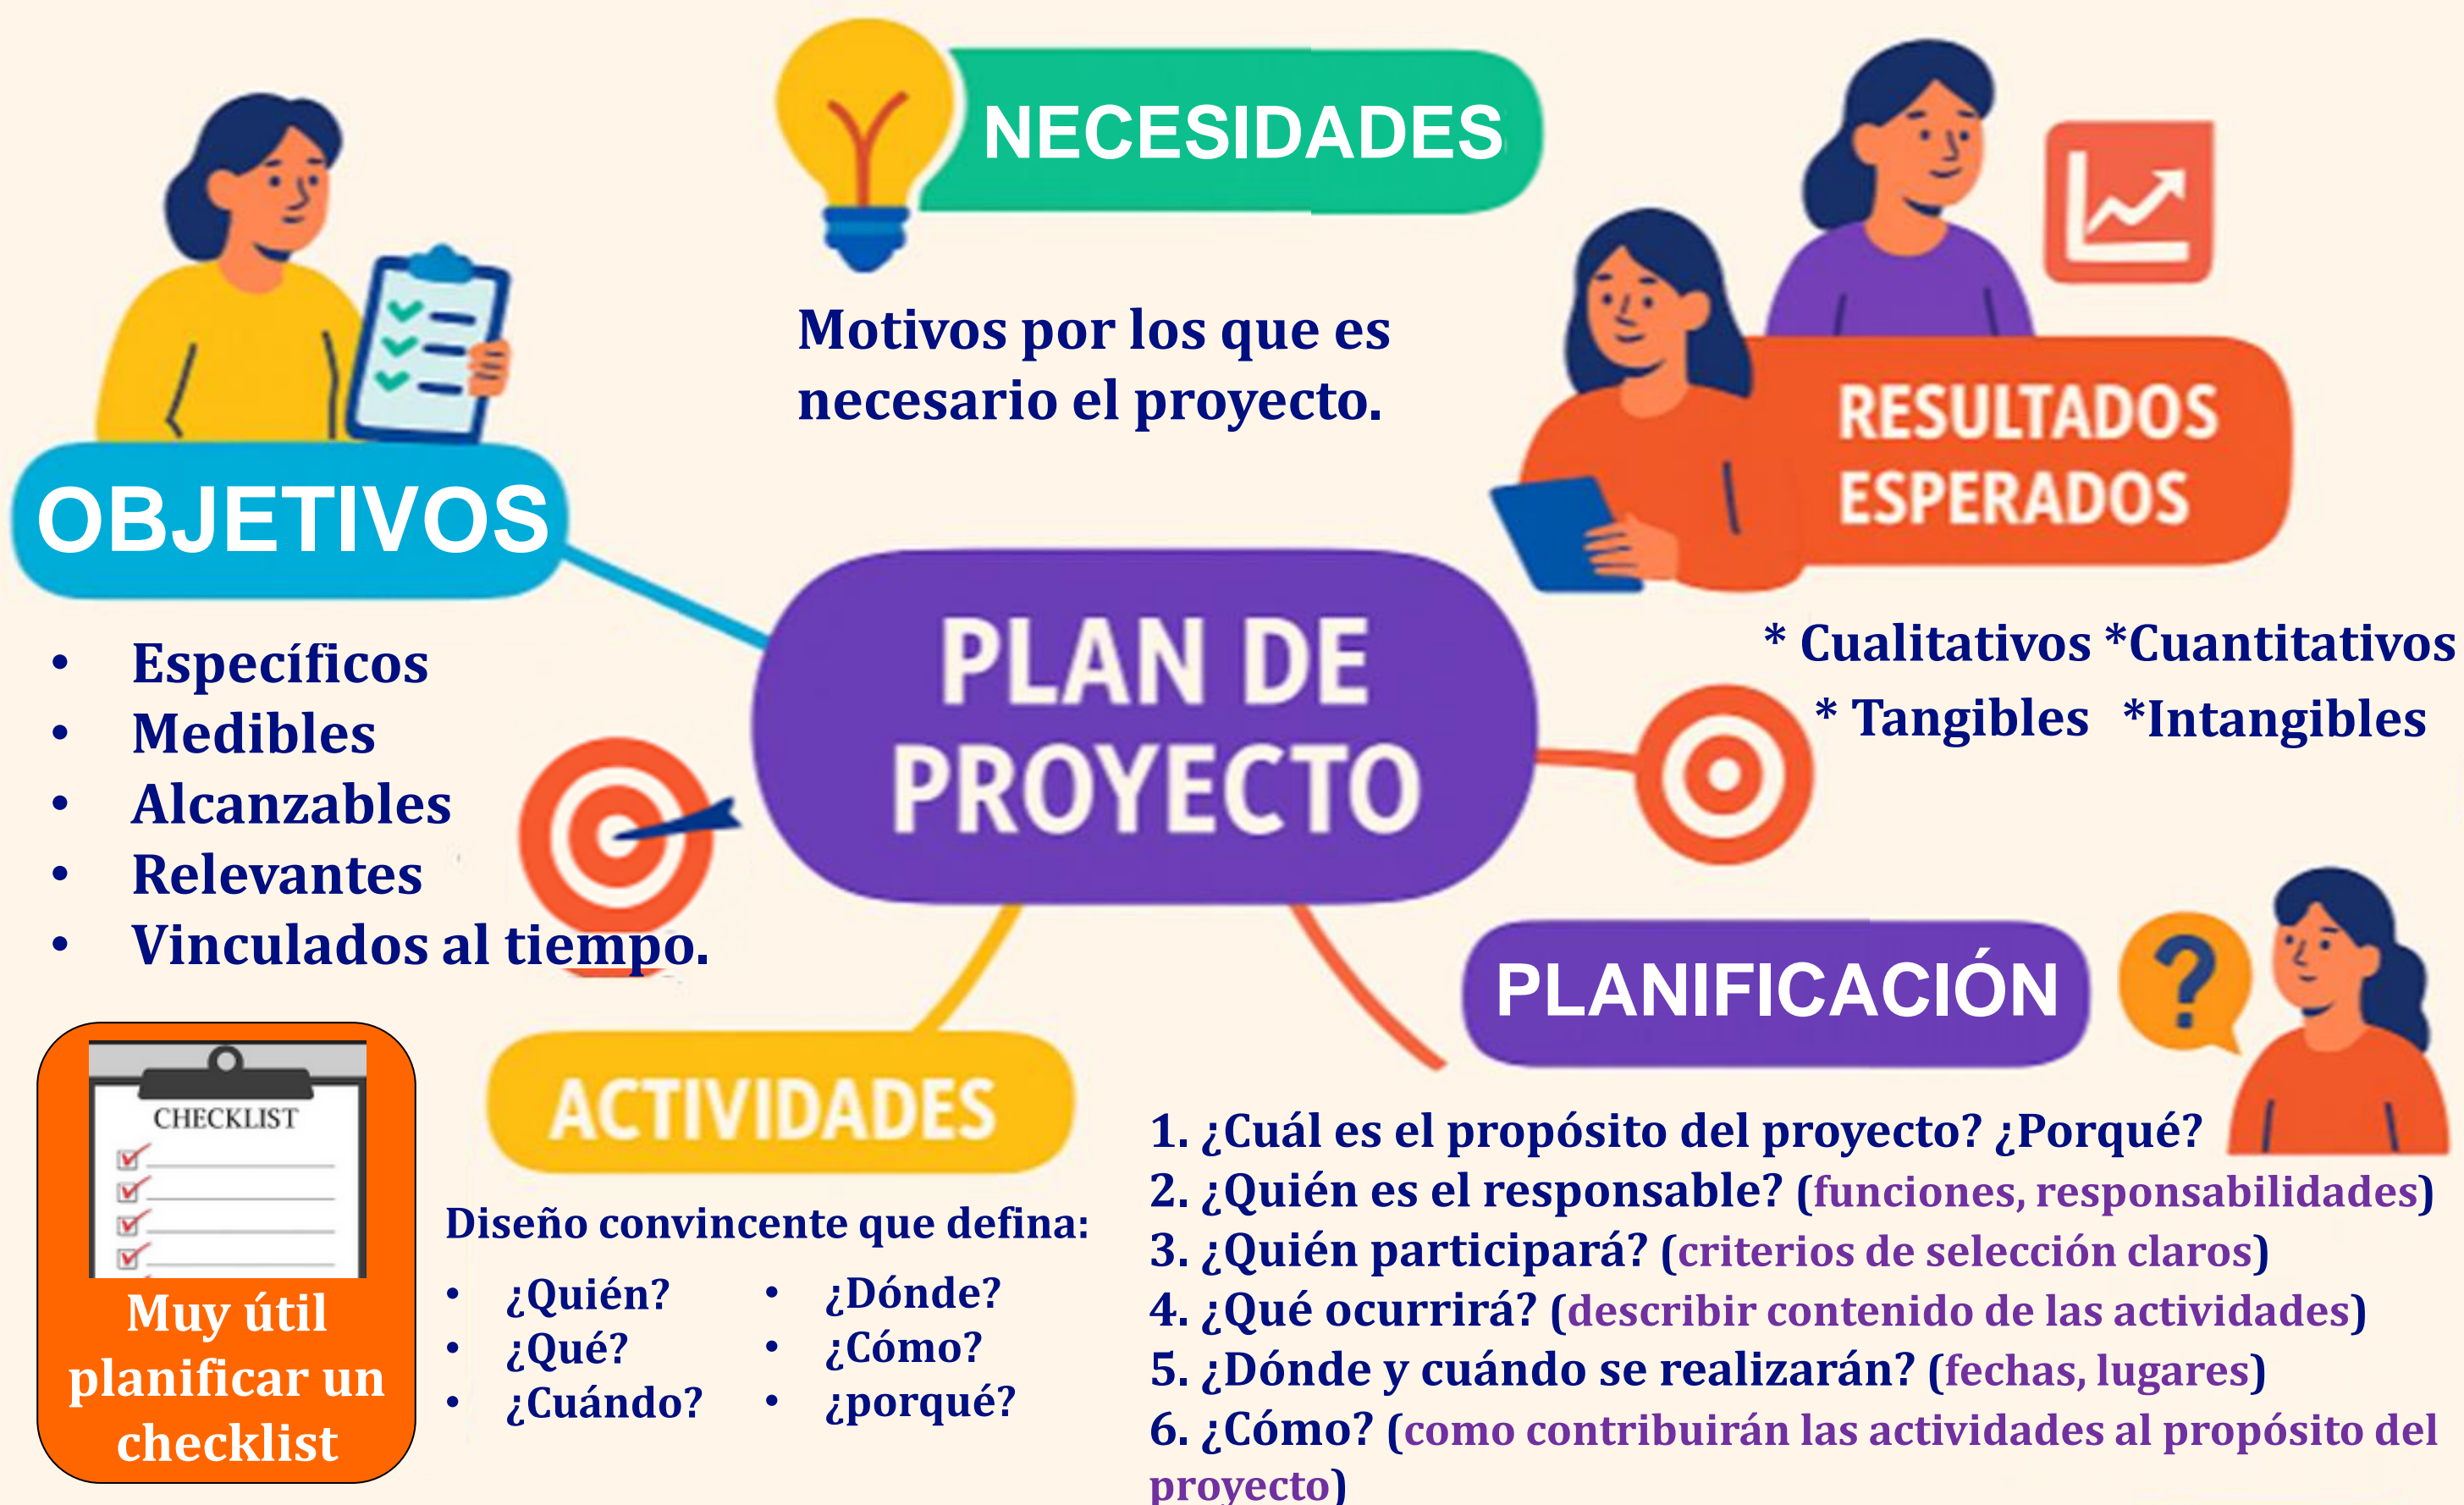 NECESIDADES
Motivos por los que es
necesario el proyecto.
OBJETIVOS
• Específicos
• Medibles
• Alcanzables
• Relevantes
• Vinculados al tiempo.
RESULTADOS
ESPERADOS
* Cualitativos *Cuantitativos
* Tangibles *Intangibles
PLAN DE
PROYECTO
CHECKLIST
Muy útil
planificar un
checklist
ACTIVIDADES
Diseño convincente que defina:
• ¿Quién?
• ¿Qué?
• ¿Cuándo?
• ¿Dónde?
• ¿Cómo?
• ¿porqué?
PLANIFICACIÓN
?
1. ¿Cuál es el propósito del proyecto? ¿Porqué?
2. ¿Quién es el responsable? (funciones, responsabilidades)
3. ¿Quién participará? (criterios de selección claros)
4. ¿Qué ocurrirá? (describir contenido de las actividades)
5. ¿Dónde y cuándo se realizarán? (fechas, lugares)
6. ¿Cómo? (como contribuirán las actividades al propósito del
proyecto)